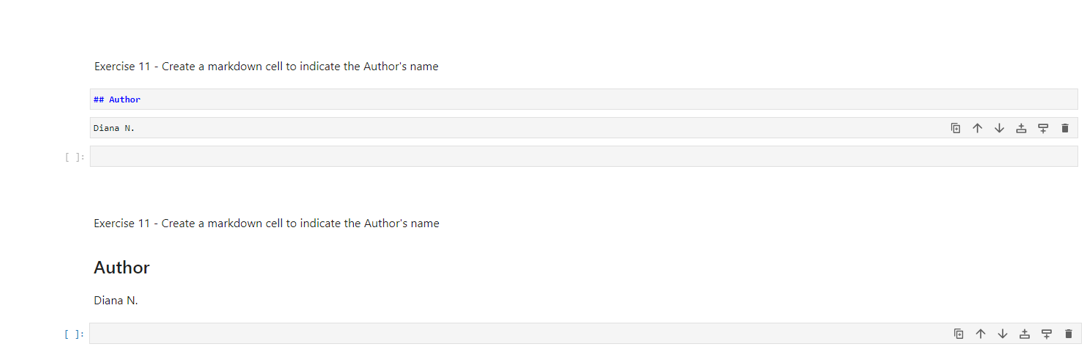 Exercise 11 - Create a markdown cell to indicate the Author's name
## Author
Diana N.
[ ]:
Exercise 11 - Create a markdown cell to indicate the Author's name
Author
Diana N.
[ ]: